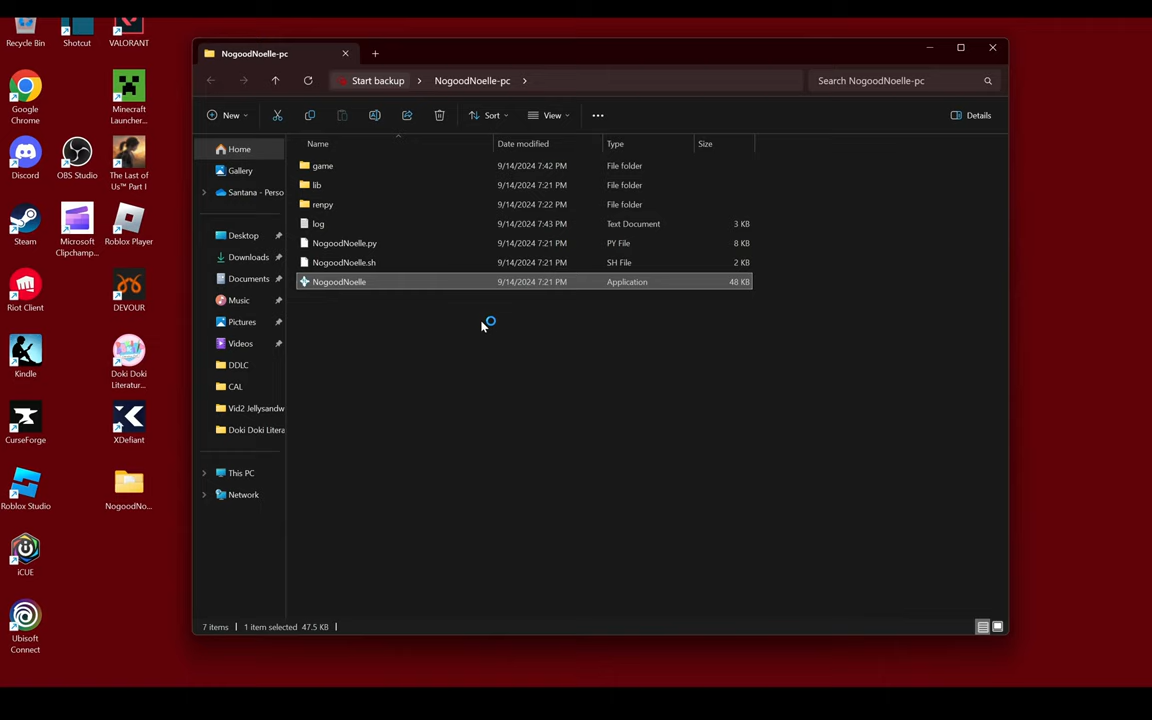 Recycle Bin
Shotcut
VALORANT
Google
Chrome
Minecraft
Launcher...
Discord
OBS Studio
The Last of
Us™ Part I
Steam
Microsoft
Clipchamp...
Roblox Player
Riot Client
DEVOUR
Kindle
Doki Doki
Literatur...
CurseForge
XDefiant
Roblox Studio
NogoodNo...
iCUE
Ubisoft
Connect
NogoodNoelle-pc
Start backup
NogoodNoelle-pc
Search NogoodNoelle-pc
New
Sort
View
Details
Home
Gallery
Santana - Perso
Desktop
Downloads
Documents
Music
Pictures
Videos
DDLC
CAL
Vid2 Jellysandw
Doki Doki Litera
This PC
Network
Name Date modified Type Size
game 9/14/2024 7:42 PM File folder
lib 9/14/2024 7:21 PM File folder
renpy 9/14/2024 7:22 PM File folder
log 9/14/2024 7:43 PM Text Document 3 KB
NogoodNoelle.py 9/14/2024 7:21 PM PY File 8 KB
NogoodNoelle.sh 9/14/2024 7:21 PM SH File 2 KB
NogoodNoelle 9/14/2024 7:21 PM Application 48 KB
7 items 1 item selected 47.5 KB